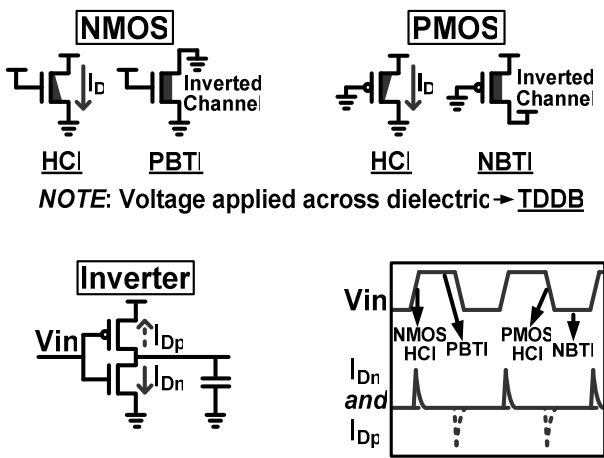 NMOS
PMOS
ID
Inverted
Channel
ID
Inverted
Channel
HCI
PBTI
HCI
NBTI
NOTE: Voltage applied across dielectric → TDDB
Inverter
Vin
IDp
IDn
Vin
NMOS
HCI
PBTI
PMOS
HCI
NBTI
IDn
and
IDp